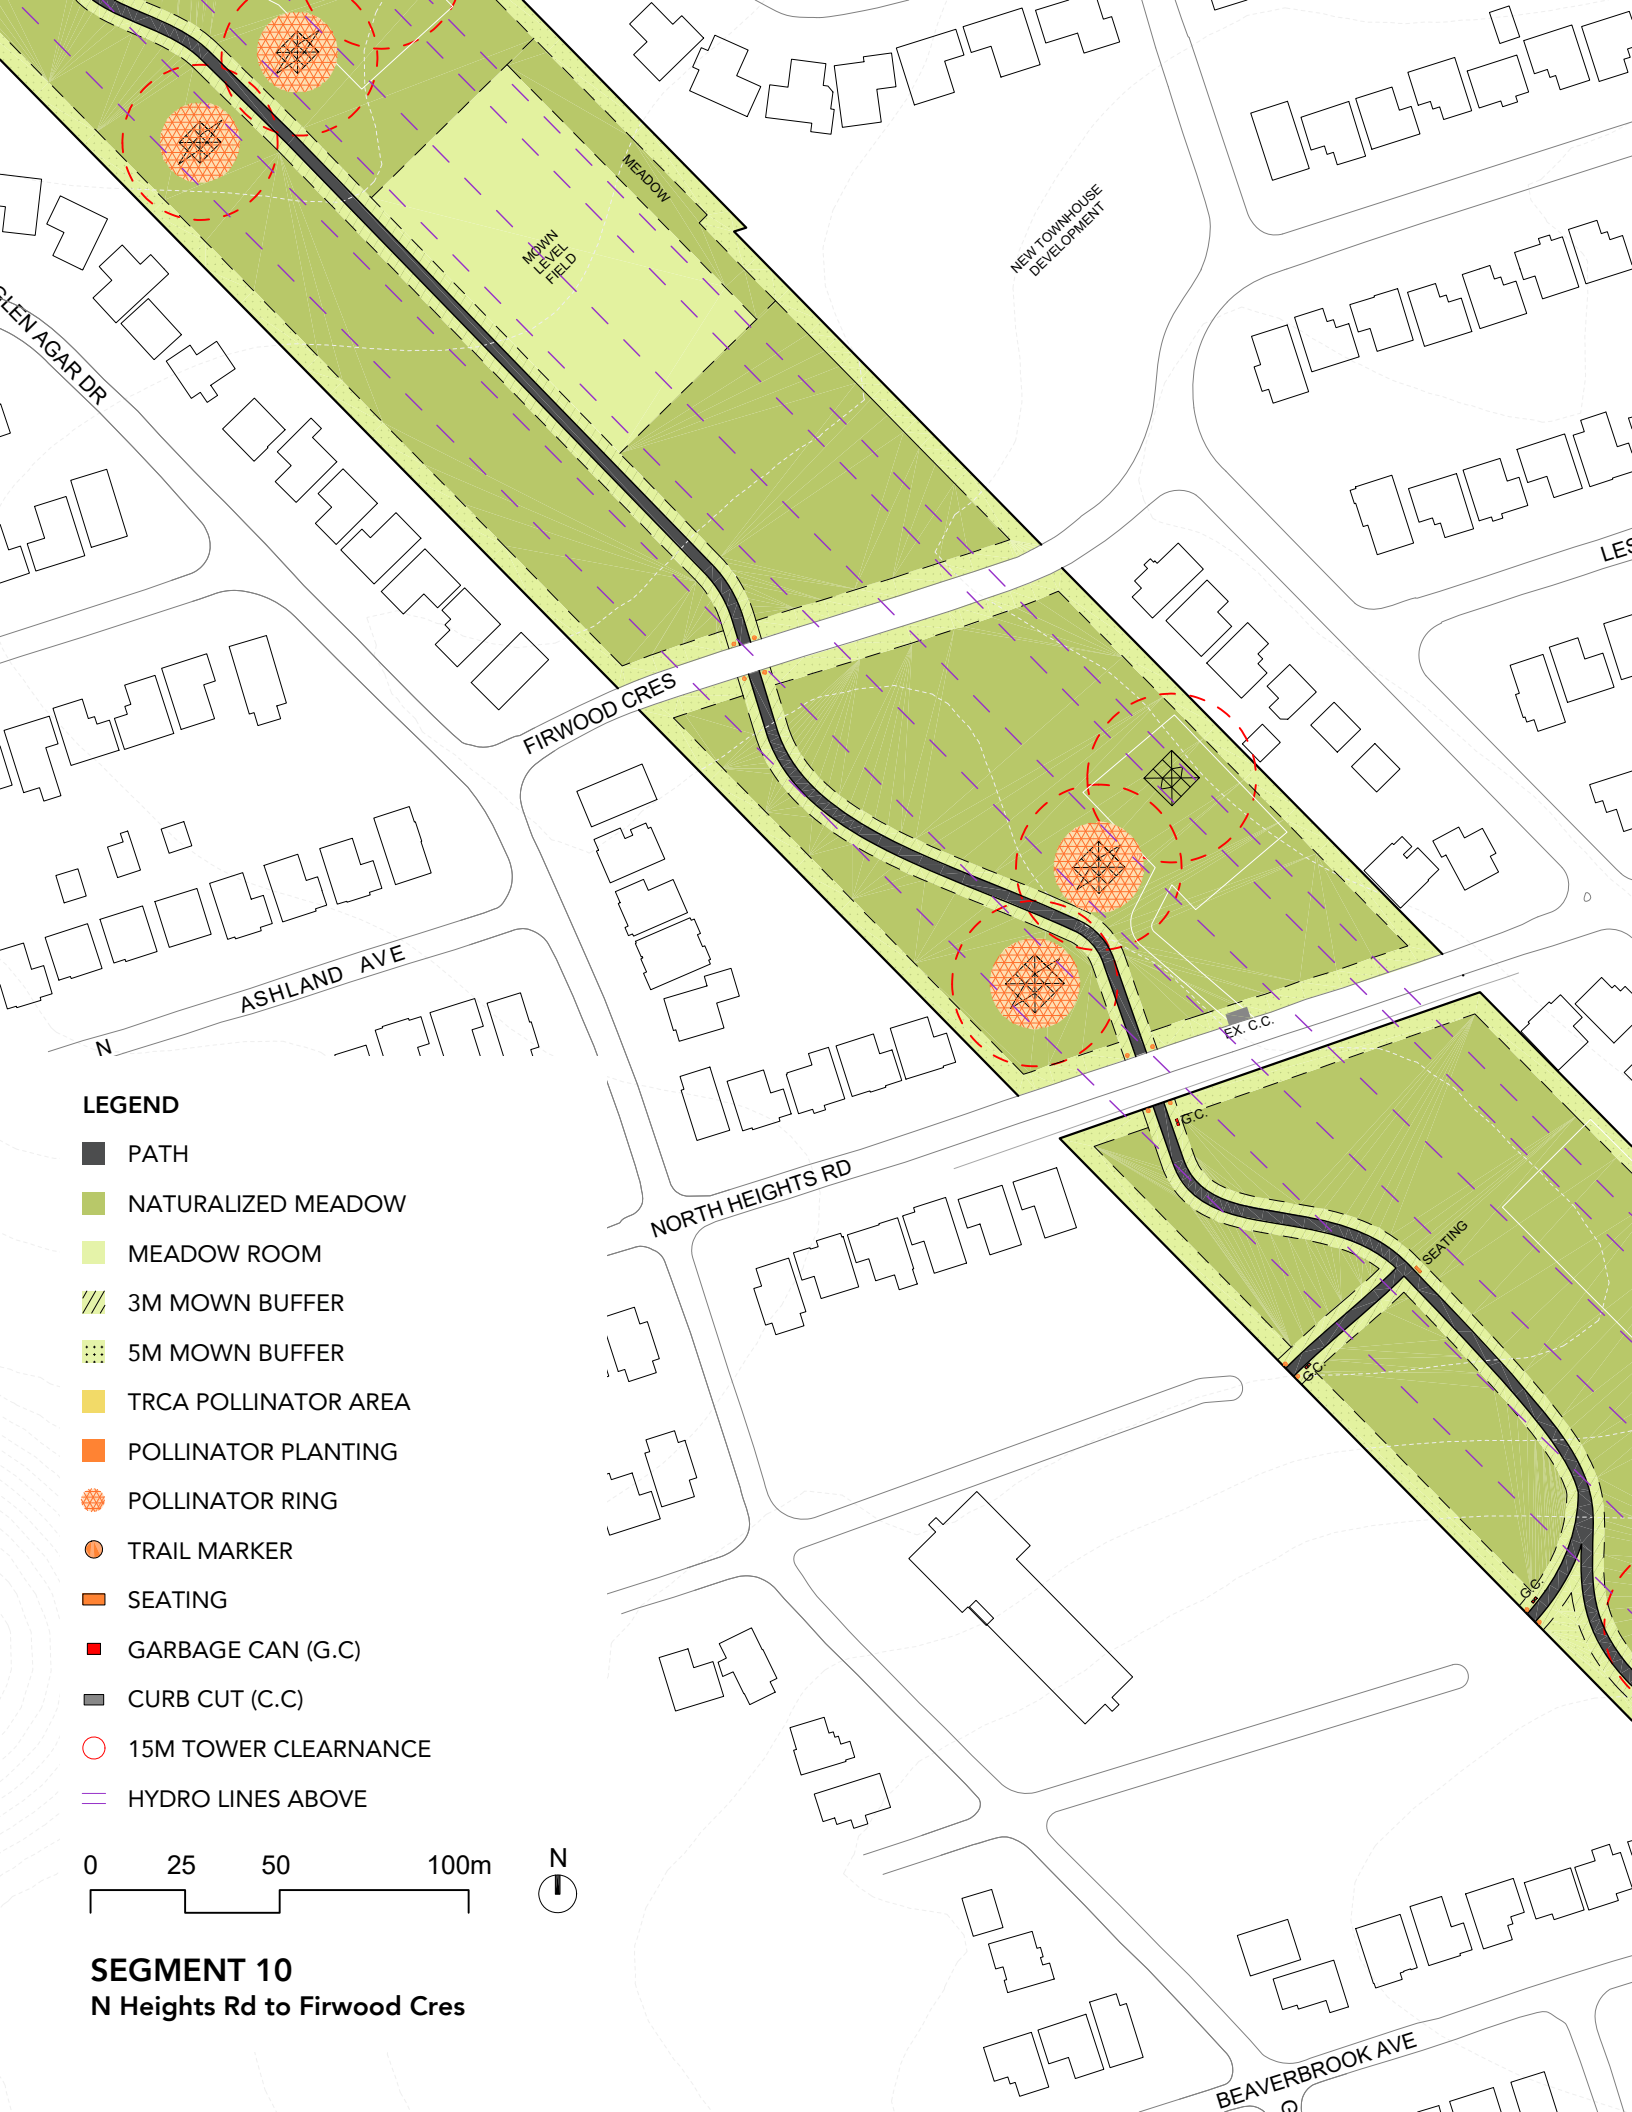 MEADOW
MOWN
LEVEL
FIELD
NEW TOWNHOUSE
DEVELOPMENT
GLEN AGAR DR
FIRWOOD CRES
ASHLAND AVE
N
EX. C.C.
G.C.
NORTH HEIGHTS RD
SEATING
G.C.
G.C.
LEGEND
PATH
NATURALIZED MEADOW
MEADOW ROOM
3M MOWN BUFFER
5M MOWN BUFFER
TRCA POLLINATOR AREA
POLLINATOR PLANTING
POLLINATOR RING
TRAIL MARKER
SEATING
GARBAGE CAN (G.C)
CURB CUT (C.C)
15M TOWER CLEARNANCE
HYDRO LINES ABOVE
0 25 50 100m
N
SEGMENT 10
N Heights Rd to Firwood Cres
BEAVERBROOK AVE